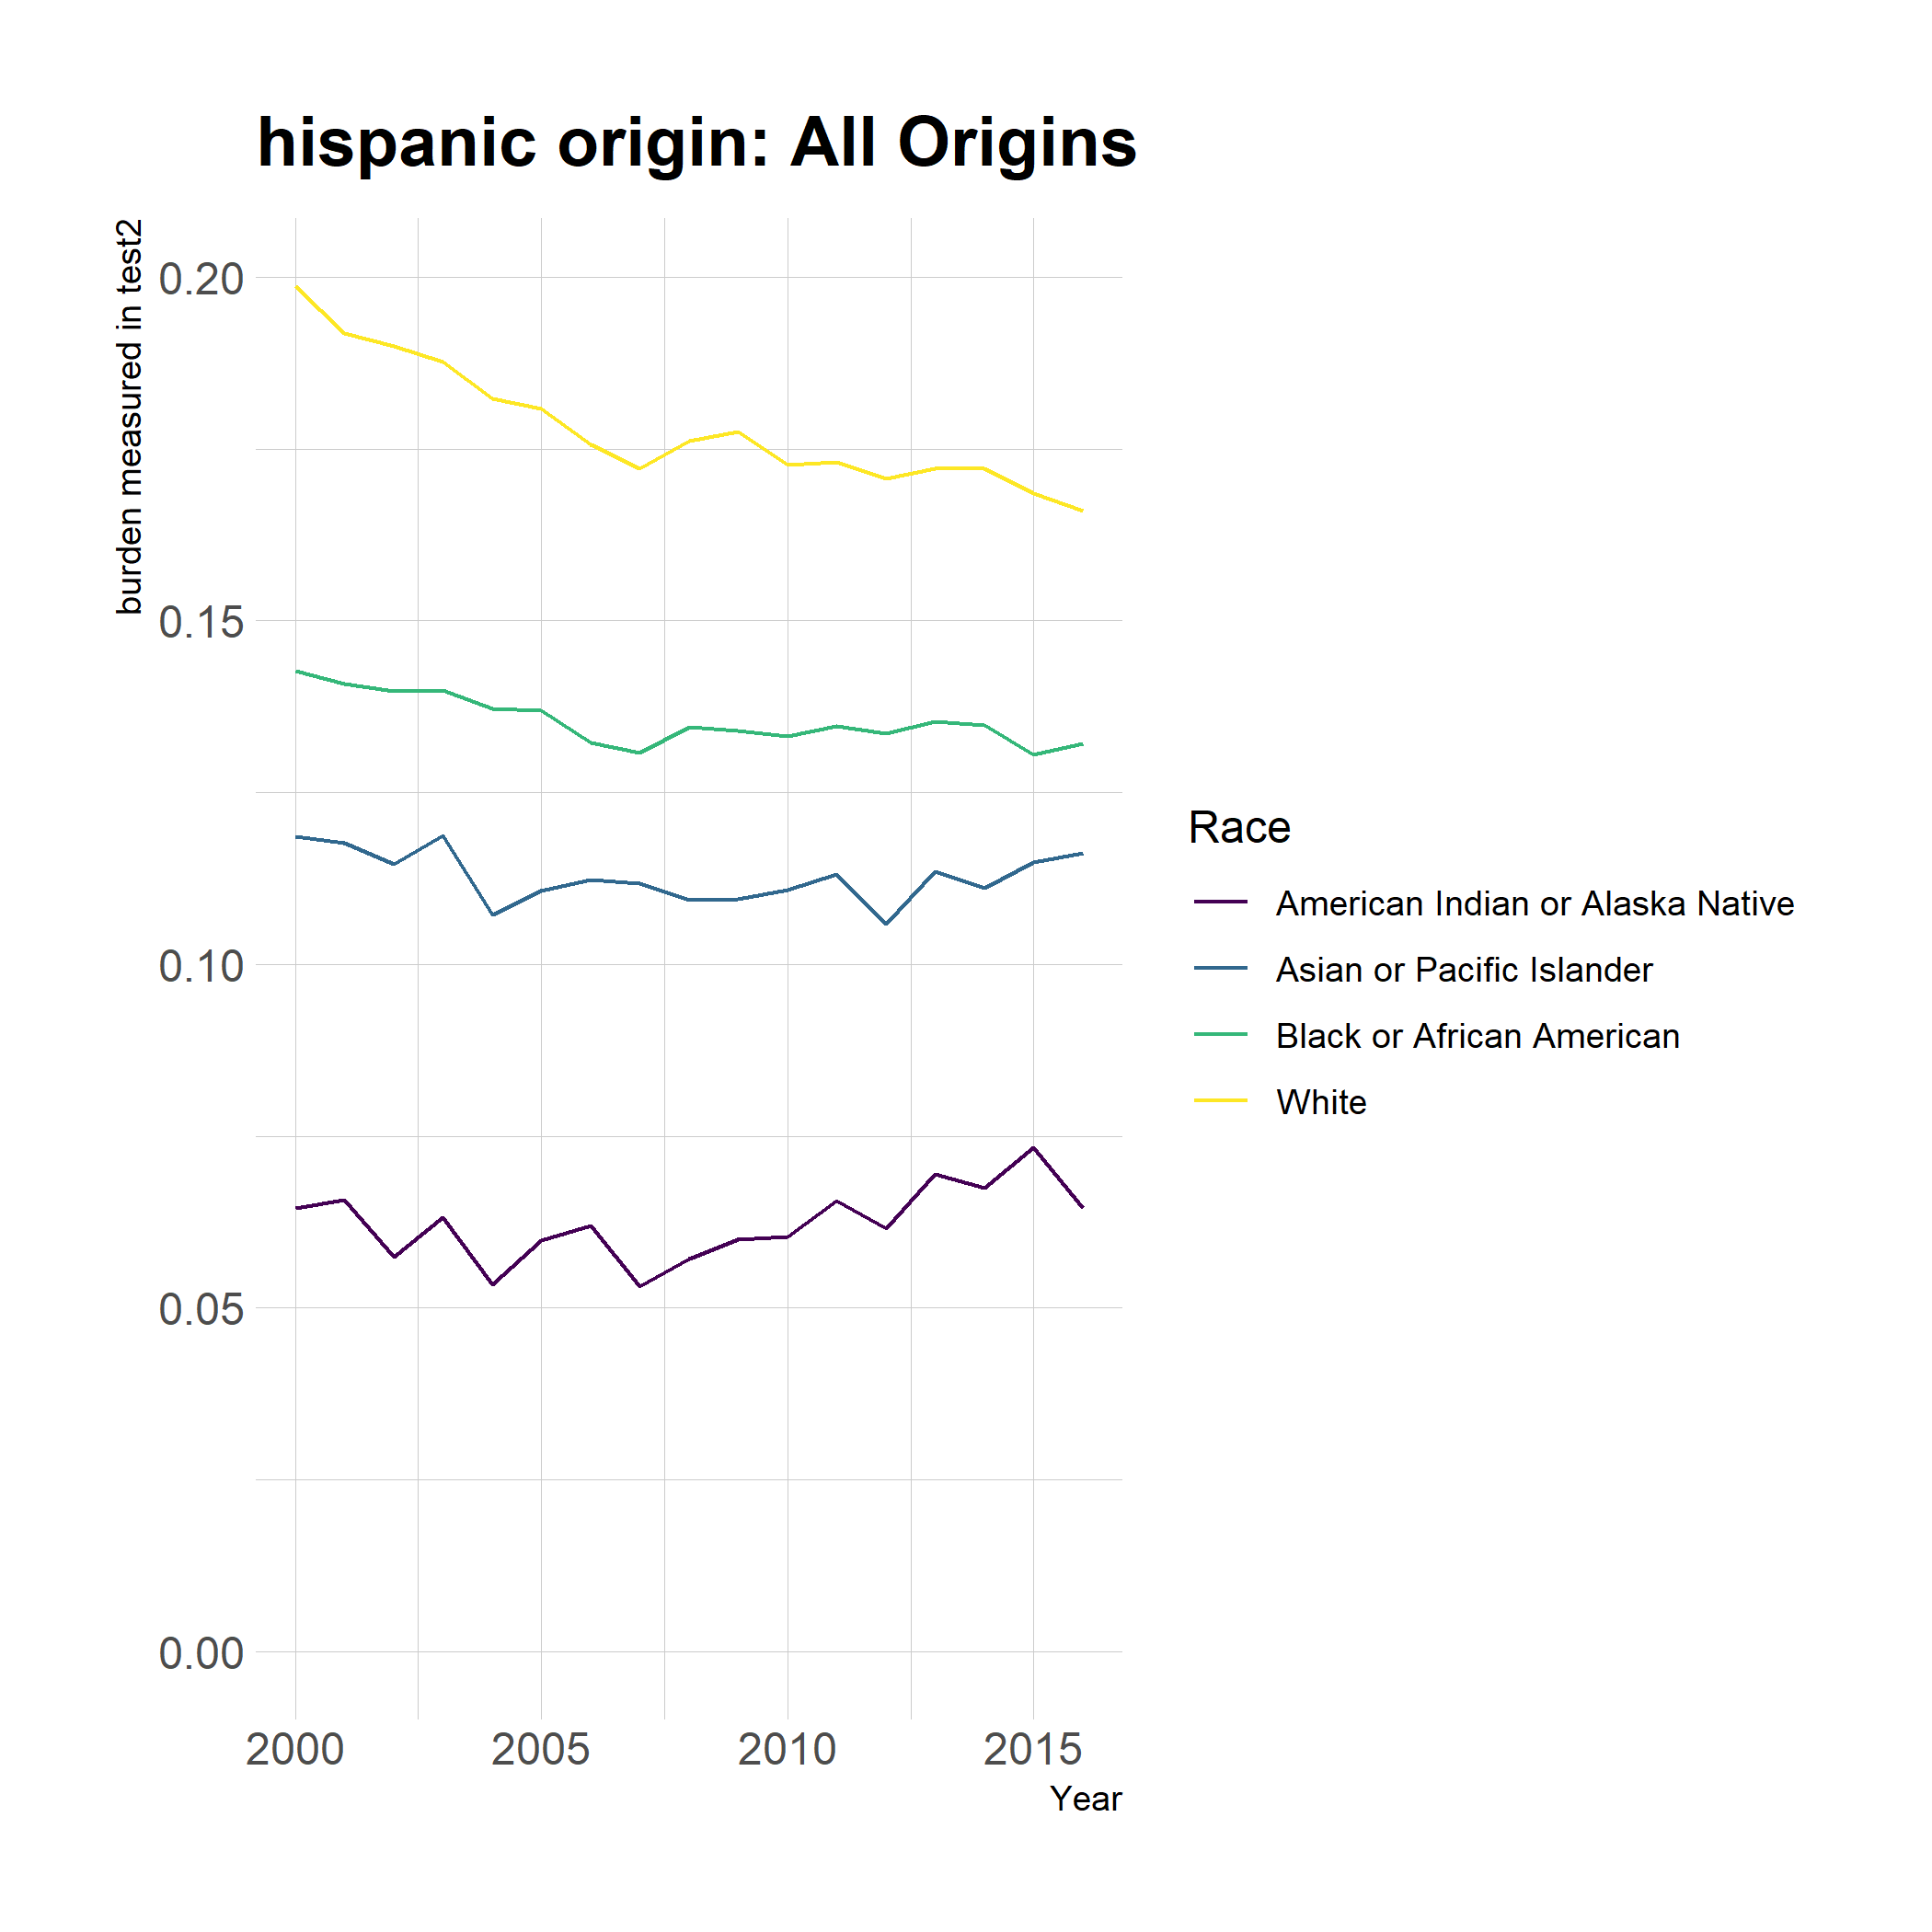 hispanic origin: All Origins
burden measured in test2
0.20
0.15
0.10
0.05
0.00
2000 2005 2010 2015
Year
Race
American Indian or Alaska Native
Asian or Pacific Islander
Black or African American
White